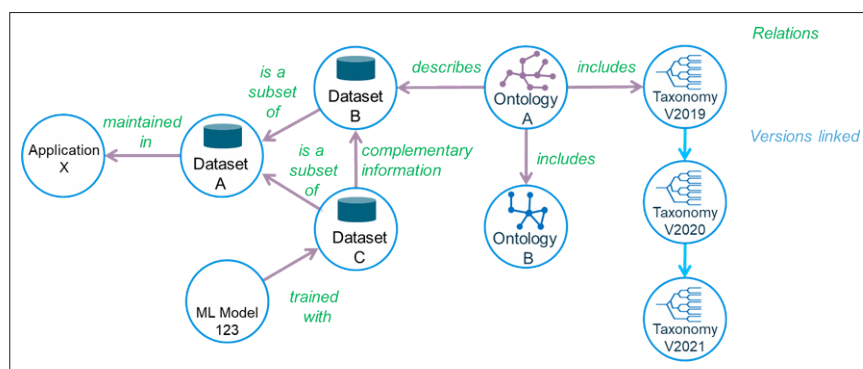 Relations
is a
subset
of
describes
includes
Dataset
B
Ontology
A
Taxonomy
V2019
maintained
in
Versions linked
Application
X
Dataset
A
is a
subset
of
complementary
information
includes
Taxonomy
V2020
Dataset
C
Ontology
B
ML Model
123
trained
with
Taxonomy
V2021